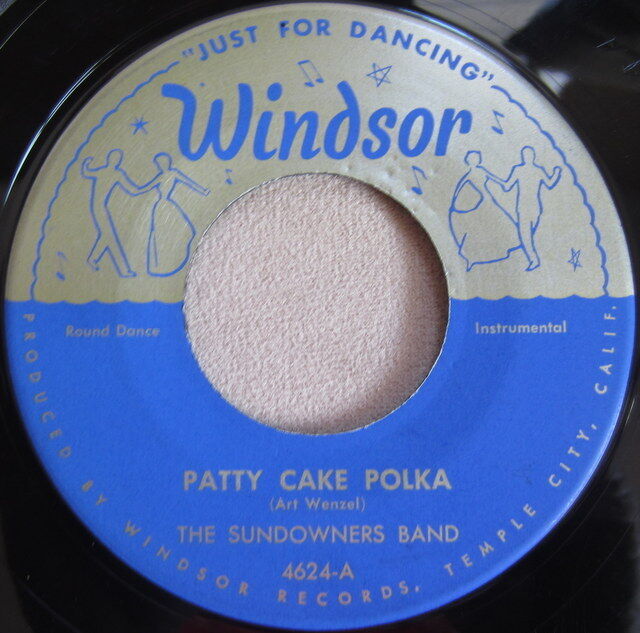 "JUST FOR DANCING"
Windsor
Round Dance
Instrumental
PATTY CAKE POLKA
(Art Wenzel)
THE SUNDOWNERS BAND
4624-A
PRODUCED BY WINDSOR RECORDS, TEMPLE CITY, CALIF.